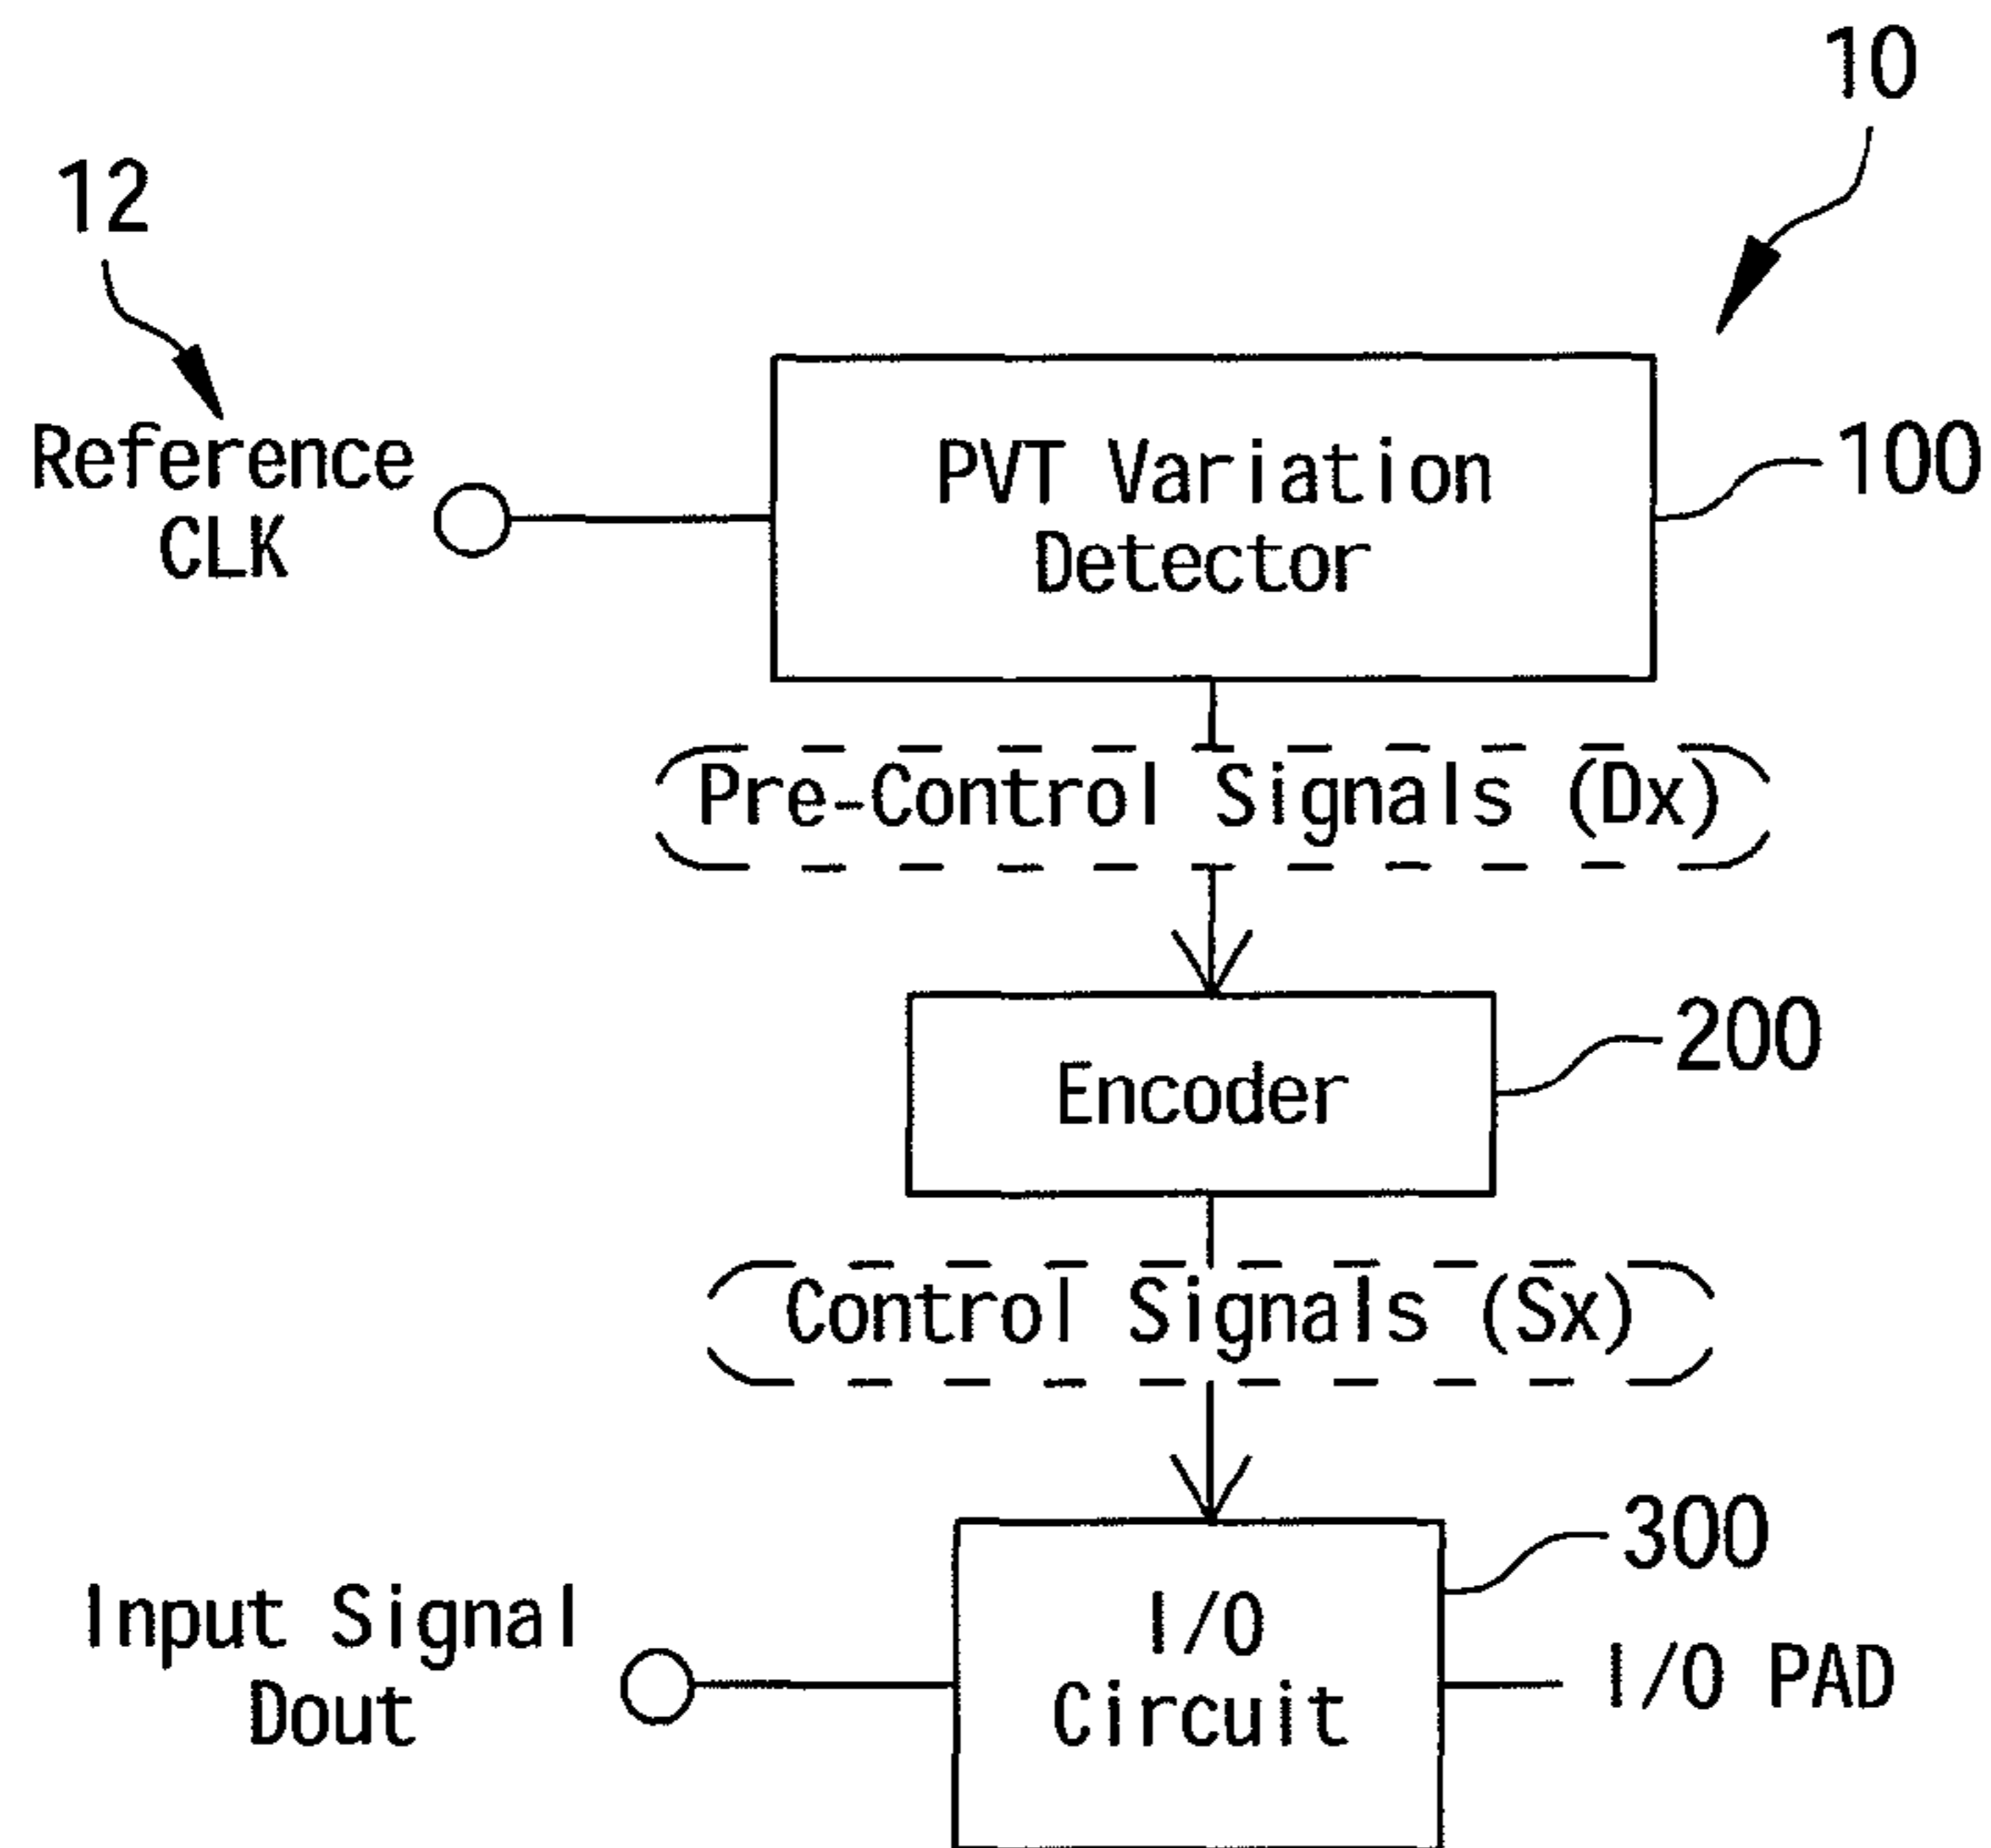 10
12
Reference
CLK
PVT Variation
Detector
100
Pre-Control Signals (Dx)
Encoder
200
Control Signals (Sx)
300
Input Signal
Dout
I/O
Circuit
I/O PAD